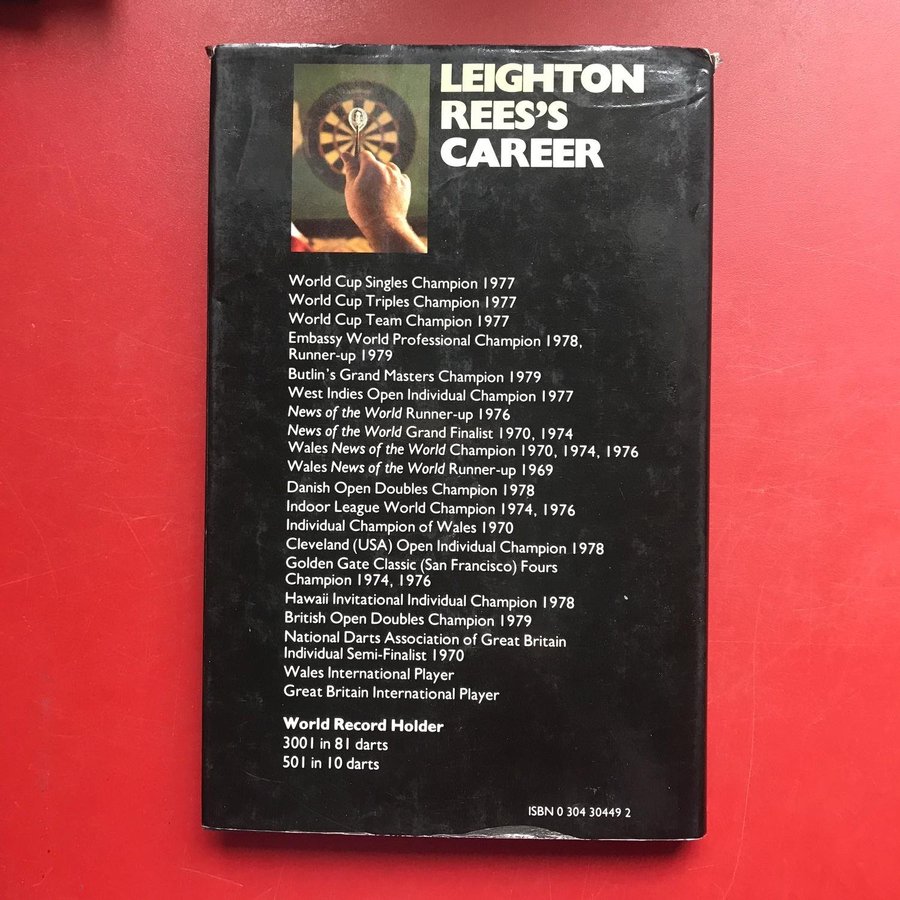 LEIGHTON
REES'S
CAREER
World Cup Singles Champion 1977
World Cup Triples Champion 1977
World Cup Team Champion 1977
Embassy World Professional Champion 1978,
Runner-up 1979
Butlin's Grand Masters Champion 1979
West Indies Open Individual Champion 1977
News of the World Runner-up 1976
News of the World Grand Finalist 1970, 1974
Wales News of the World Champion 1970, 1974, 1976
Wales News of the World Runner-up 1969
Danish Open Doubles Champion 1978
Indoor League World Champion 1974, 1976
Individual Champion of Wales 1970
Cleveland (USA) Open Individual Champion 1978
Golden Gate Classic (San Francisco) Fours
Champion 1974, 1976
Hawaii Invitational Individual Champion 1978
British Open Doubles Champion 1979
National Darts Association of Great Britain
Individual Semi-Finalist 1970
Wales International Player
Great Britain International Player
World Record Holder
3001 in 81 darts
501 in 10 darts
ISBN 0 304 30449 2